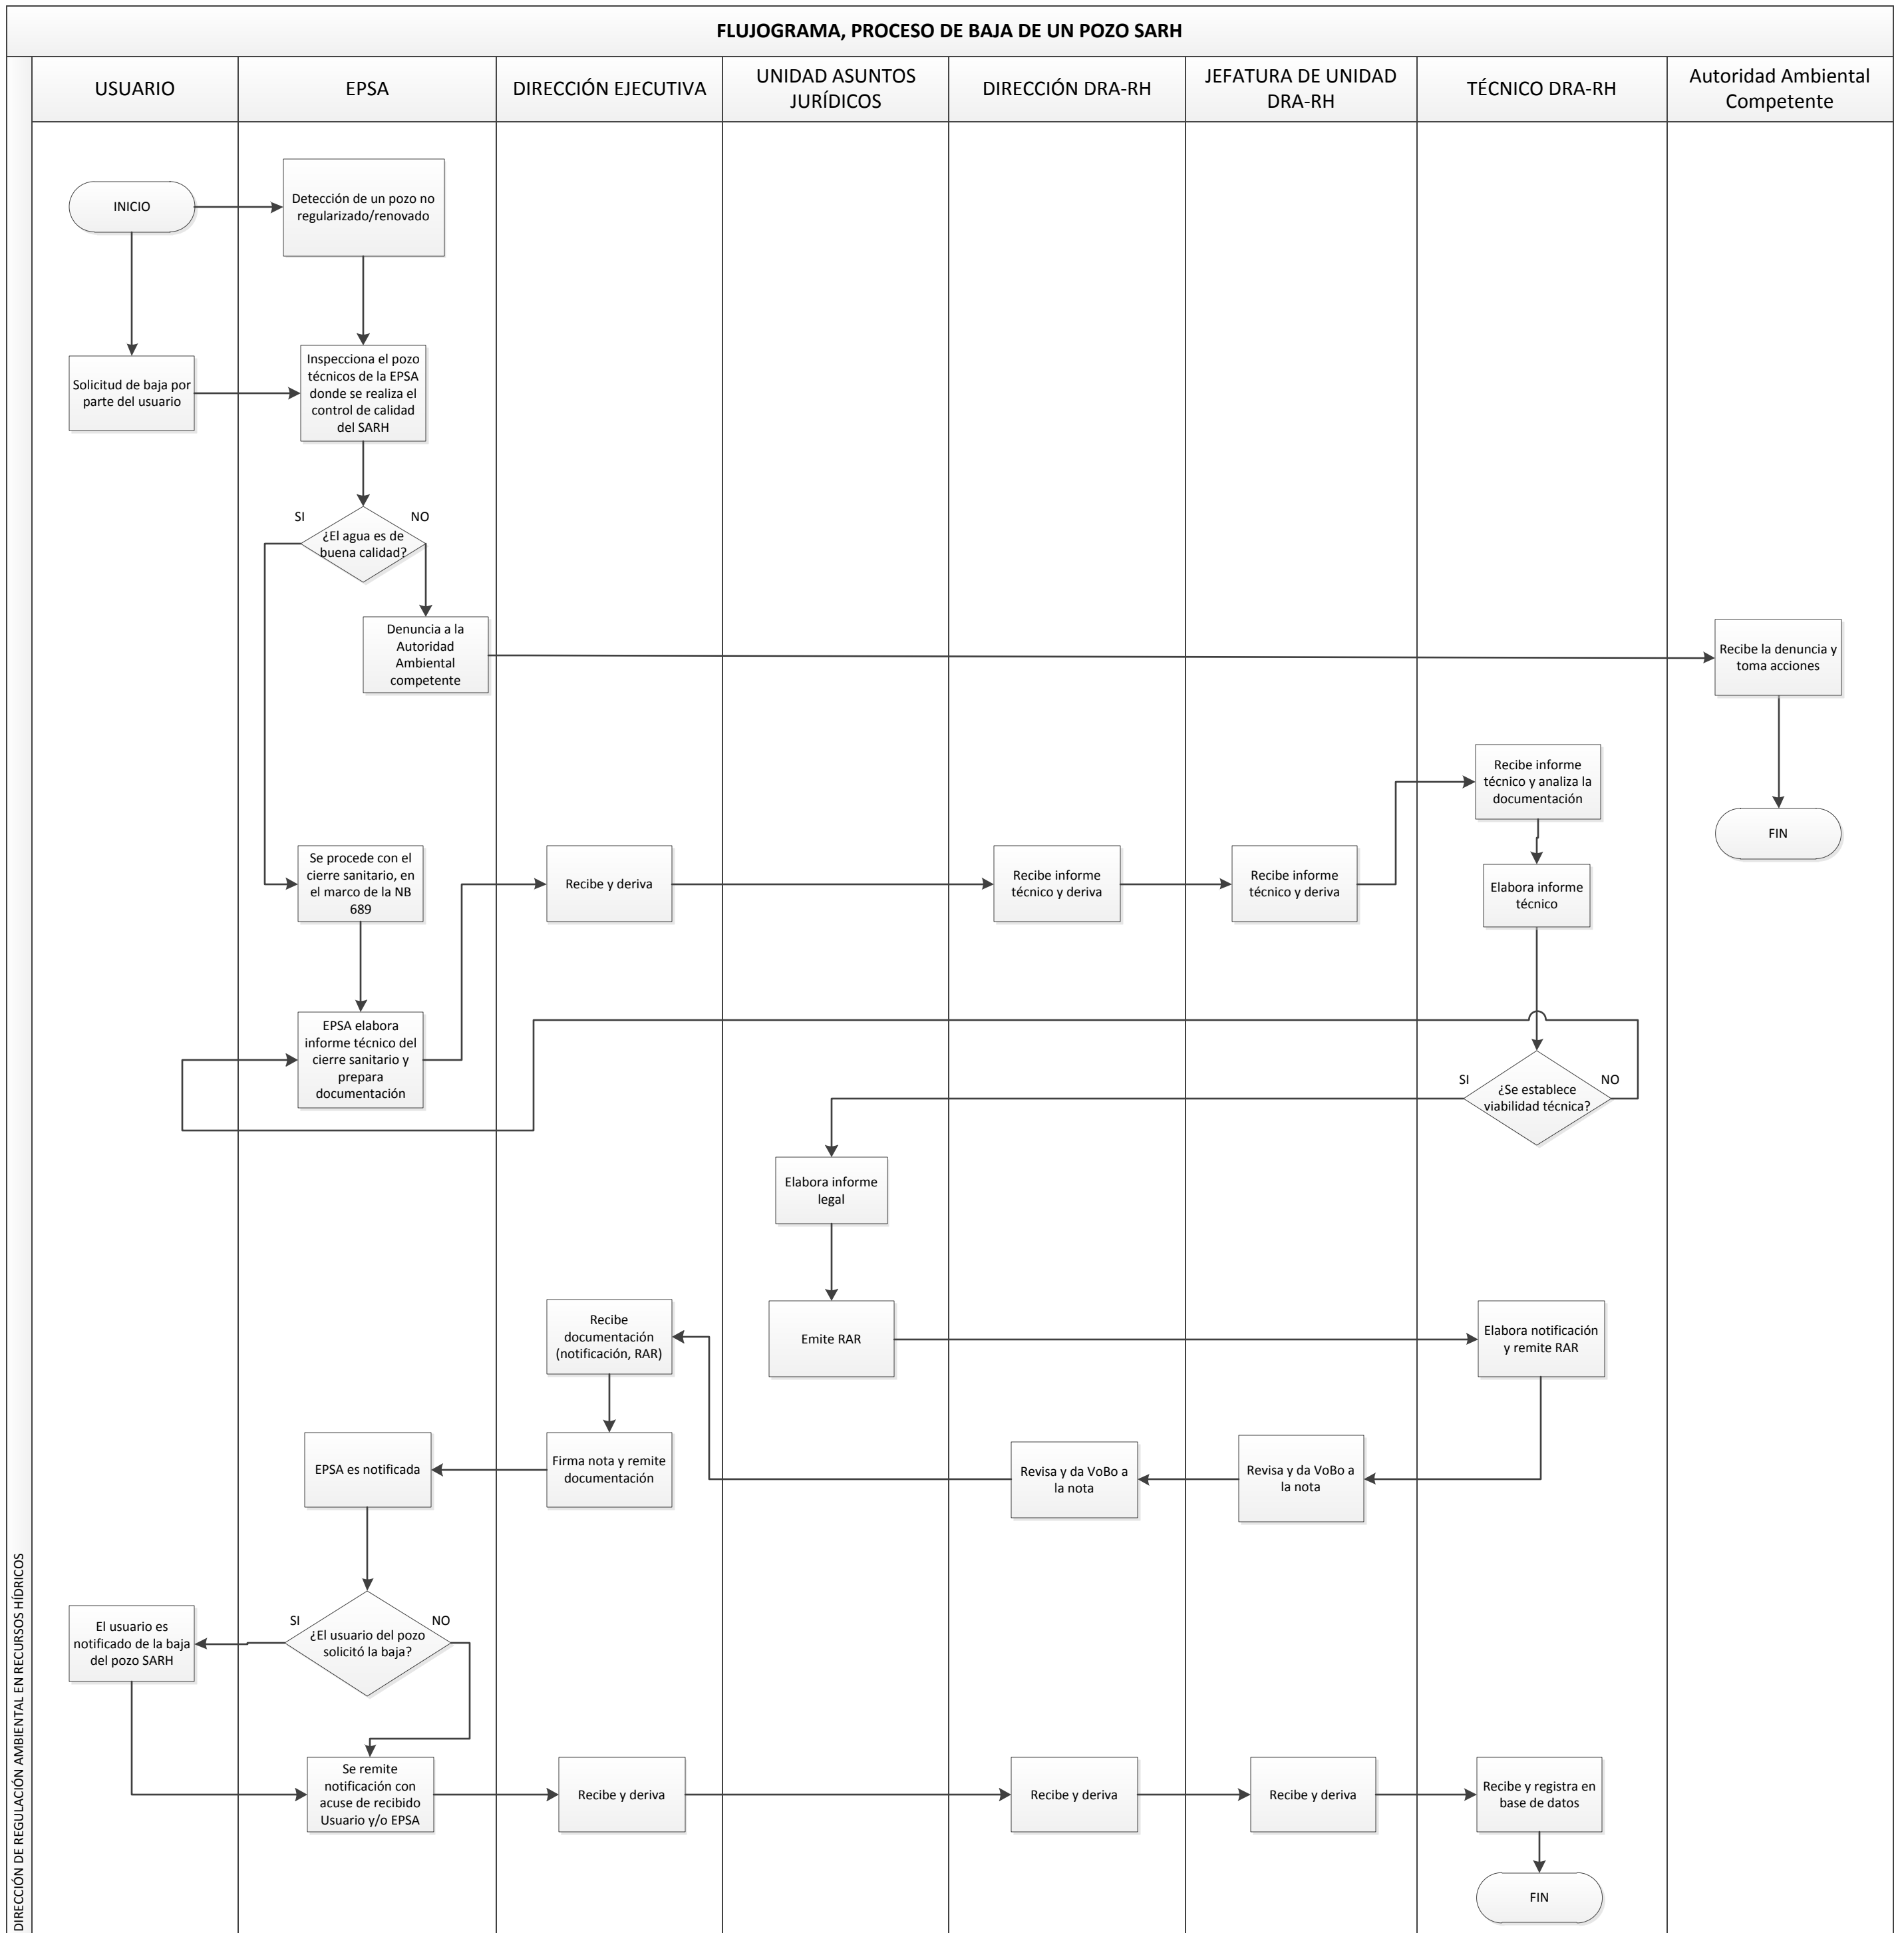 FLUJOGRAMA, PROCESO DE BAJA DE UN POZO SARH
USUARIO
EPSA
DIRECCIÓN EJECUTIVA
UNIDAD ASUNTOS
JURÍDICOS
DIRECCIÓN DRA-RH
JEFATURA DE UNIDAD
DRA-RH
TÉCNICO DRA-RH
Autoridad Ambiental
Competente
INICIO
Detección de un pozo no
regularizado/renovado
Solicitud de baja por
parte del usuario
Inspecciona el pozo
técnicos de la EPSA
donde se realiza el
control de calidad
del SARH
SI
NO
¿El agua es de
buena calidad?
Denuncia a la
Autoridad
Ambiental
competente
Recibe la denuncia y
toma acciones
FIN
Recibe informe
técnico y analiza la
documentación
Se procede con el
cierre sanitario, en
el marco de la NB
689
Recibe y deriva
Recibe informe
técnico y deriva
Recibe informe
técnico y deriva
Elabora informe
técnico
EPSA elabora
informe técnico del
cierre sanitario y
prepara
documentación
SI
NO
¿Se establece
viabilidad técnica?
Elabora informe
legal
Recibe
documentación
(notificación, RAR)
Emite RAR
Elabora notificación
y remite RAR
EPSA es notificada
Firma nota y remite
documentación
Revisa y da VoBo a
la nota
Revisa y da VoBo a
la nota
El usuario es
notificado de la baja
del pozo SARH
SI
NO
¿El usuario del pozo
solicitó la baja?
Se remite
notificación con
acuse de recibido
Usuario y/o EPSA
Recibe y deriva
Recibe y deriva
Recibe y deriva
Recibe y registra en
base de datos
FIN
DIRECCIÓN DE REGULACIÓN AMBIENTAL EN RECURSOS HÍDRICOS